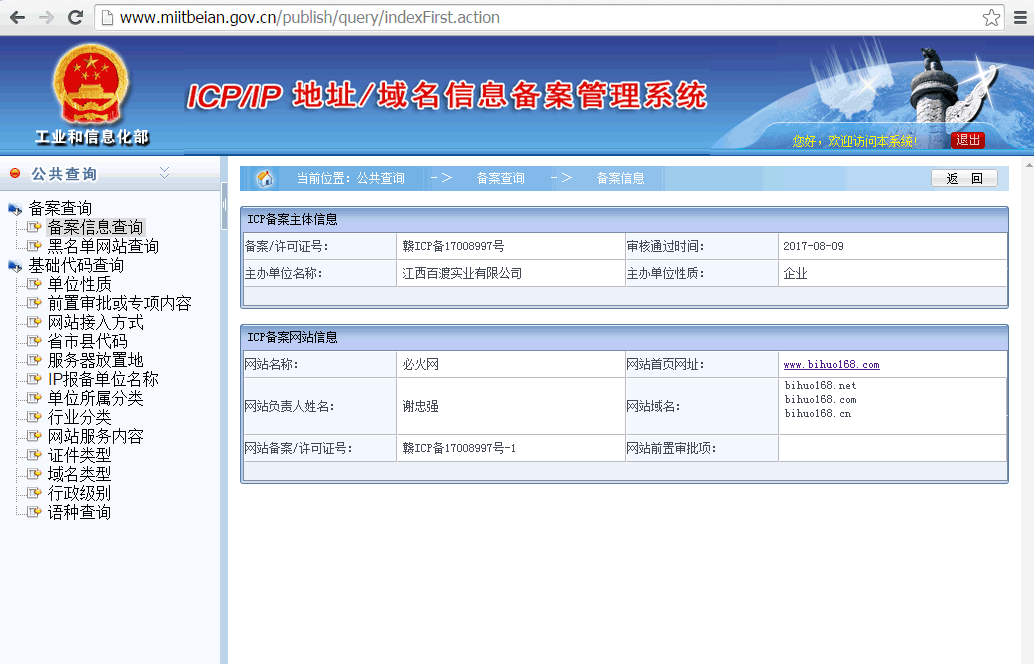 www.miitbeian.gov.cn/publish/query/indexFirst.action
ICP/IP 地址/域名信息备案管理系统
工业和信息化部
您好，欢迎访问本系统!
退出
公共查询
备案查询
备案信息查询
黑名单网站查询
基础代码查询
单位性质
前置审批或专项内容
网站接入方式
省市县代码
服务器放置地
IP报备单位名称
单位所属分类
行业分类
网站服务内容
证件类型
域名类型
行政级别
语种查询
当前位置：公共查询 --> 备案查询 --> 备案信息
返 回
ICP备案主体信息
备案/许可证号： 赣ICP备17008997号 审核通过时间： 2017-08-09
主办单位名称： 江西百渡实业有限公司 主办单位性质： 企业
ICP备案网站信息
网站名称： 必火网 网站首页网址： www.bihuo168.com
网站负责人姓名： 谢忠强 网站域名： bihuo168.net
bihuo168.com
bihuo168.cn
网站备案/许可证号： 赣ICP备17008997号-1 网站前置审批项：